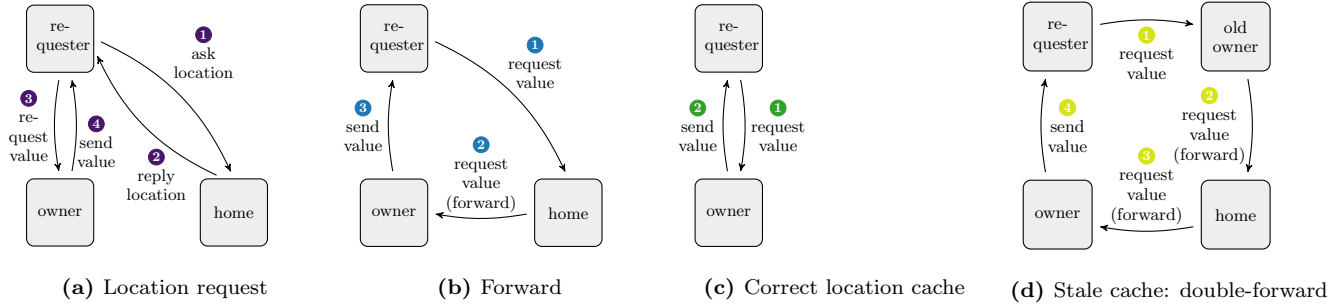 re-
quester
1
ask
location
3
re-
quest
value
4
send
value
2
reply
location
owner
home
(a) Location request
re-
quester
1
request
value
3
send
value
2
request
value
(forward)
owner
home
(b) Forward
re-
quester
2
send
value
1
request
value
owner
(c) Correct location cache
re-
quester
1
request
value
old
owner
4
send
value
2
request
value
(forward)
3
request
value
(forward)
owner
home
(d) Stale cache: double-forward